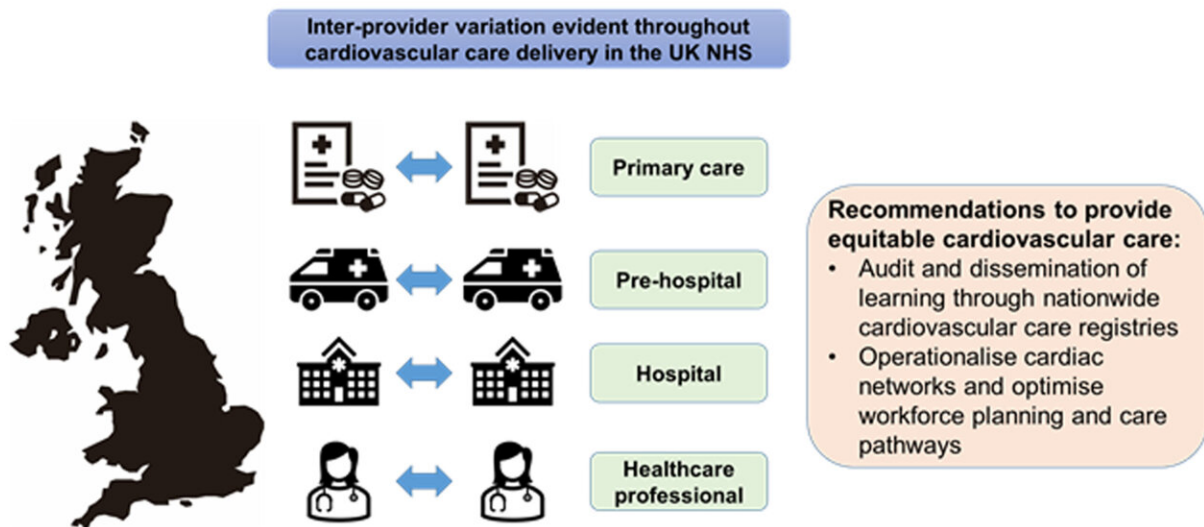 Inter-provider variation evident throughout
cardiovascular care delivery in the UK NHS
Primary care
Pre-hospital
Hospital
Healthcare
professional
Recommendations to provide
equitable cardiovascular care:
• Audit and dissemination of
learning through nationwide
cardiovascular care registries
• Operationalise cardiac
networks and optimise
workforce planning and care
pathways